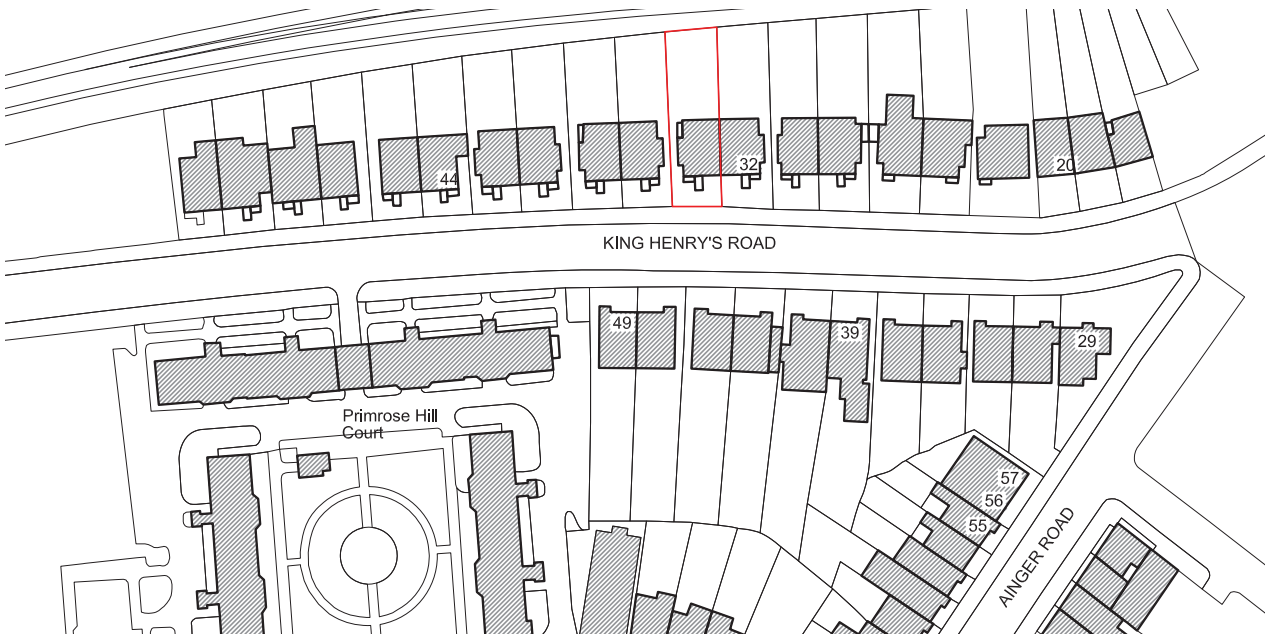 44
32
20
KING HENRY'S ROAD
49
39
29
Primrose Hill
Court
57
56
55
AINGER ROAD